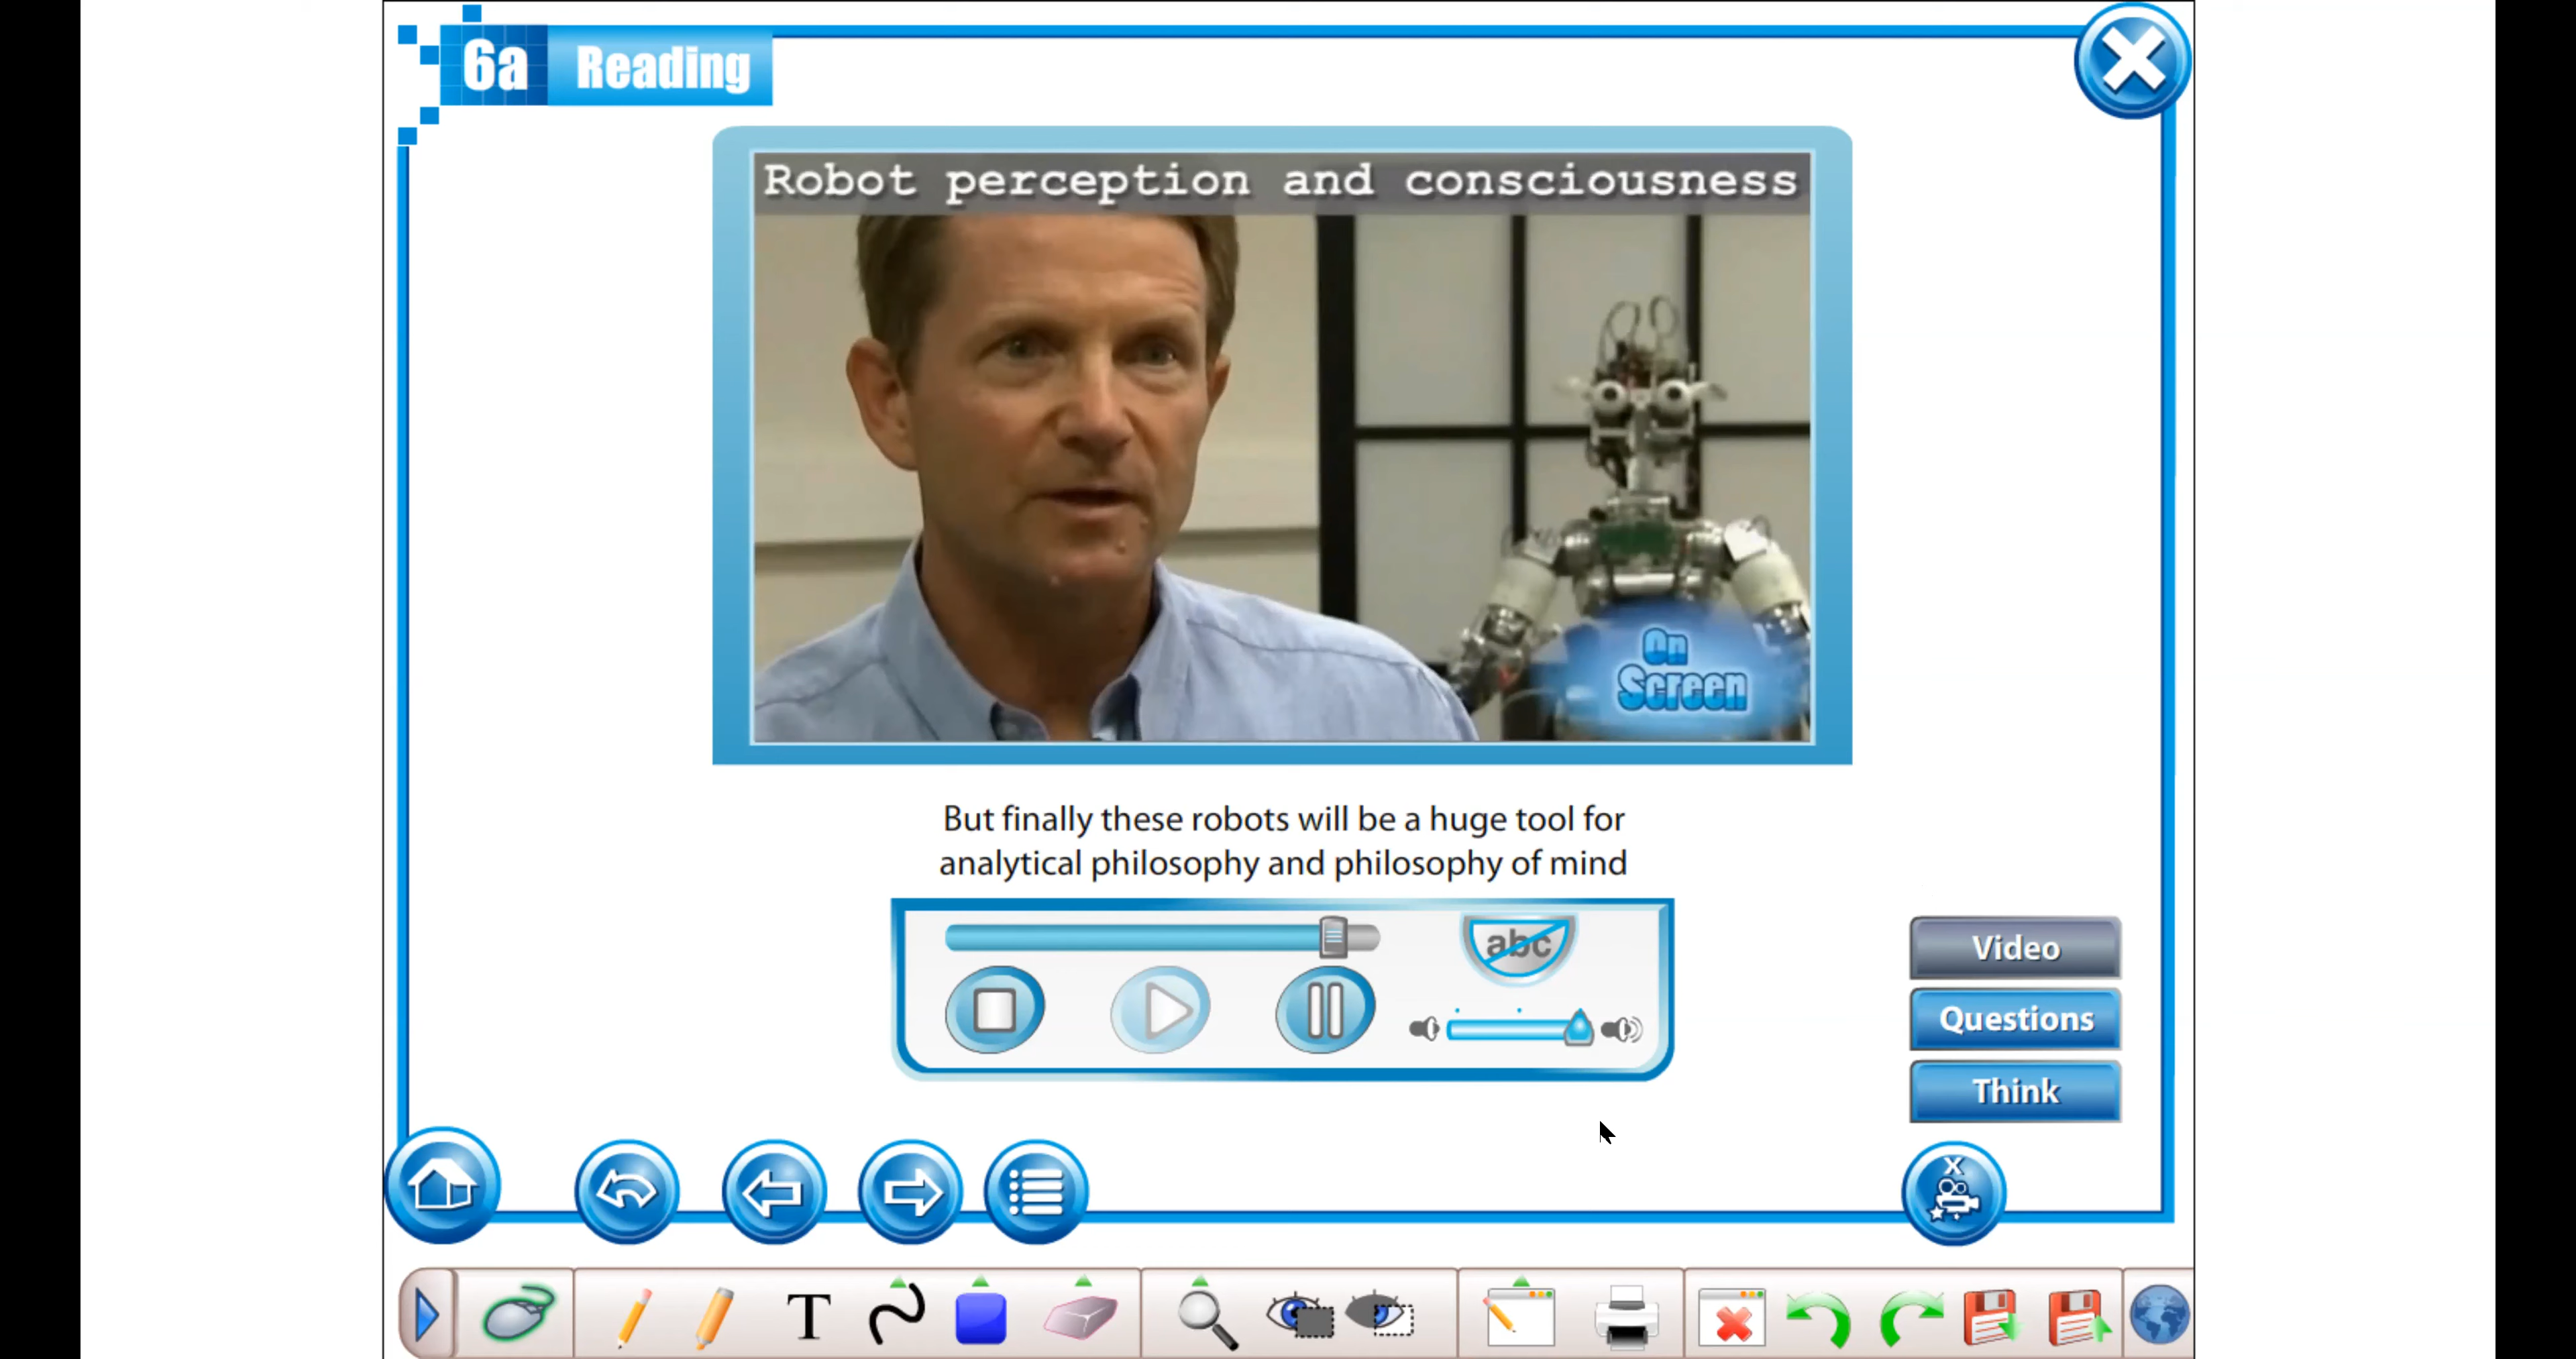 6a Reading
Robot perception and consciousness
On
Screen
But finally these robots will be a huge tool for
analytical philosophy and philosophy of mind
abc
Video
Questions
Think
X
T